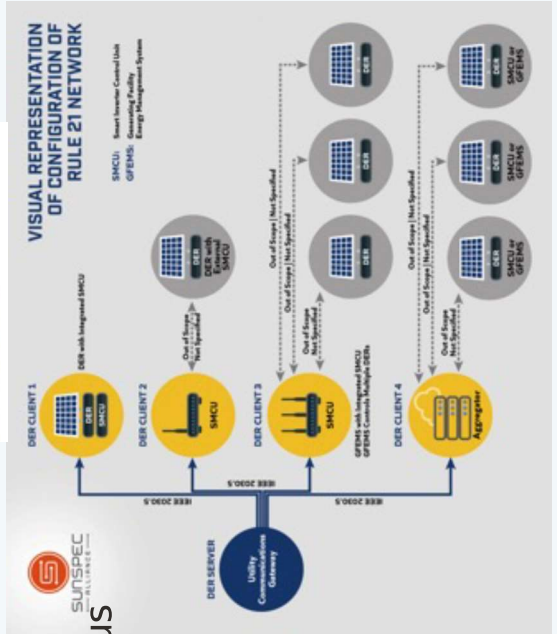 VISUAL REPRESENTATION
OF CONFIGURATION OF
RULE 21 NETWORK
SMCU: Smart Inverter Control Unit
GFEMS: Generating Facility
Energy Management System
SUNSPEC
ALLIANCE
sr
DER SERVER
Utility
Communications
Gateway
IEEE 2030.5
IEEE 2030.5
IEEE 2030.5
IEEE 2030.5
DER CLIENT 1
DER
SMCU
DER with Integrated SMCU
DER CLIENT 2
SMCU
Out of Scope
Not Specified
DER
DER with
External
SMCU
DER CLIENT 3
SMCU
GFEMS with Integrated SMCU
GFEMS Controls Multiple DERs
Out of Scope | Not Specified
Out of Scope | Not Specified
Out of Scope
Not Specified
DER
DER
DER
DER CLIENT 4
Aggregator
Out of Scope | Not Specified
Out of Scope | Not Specified
Out of Scope
Not Specified
DER
SMCU or
GFEMS
DER
SMCU or
GFEMS
DER
SMCU or
GFEMS